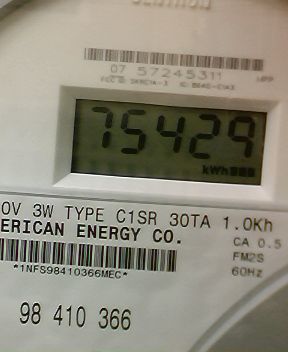 07 57245311
75429
kWh
0V 3W TYPE C1SR 30TA 1.0Kh
ERICAN ENERGY CO.
CA 0.5
FM2S
*1NFS98410366MEC*
60Hz
98 410 366